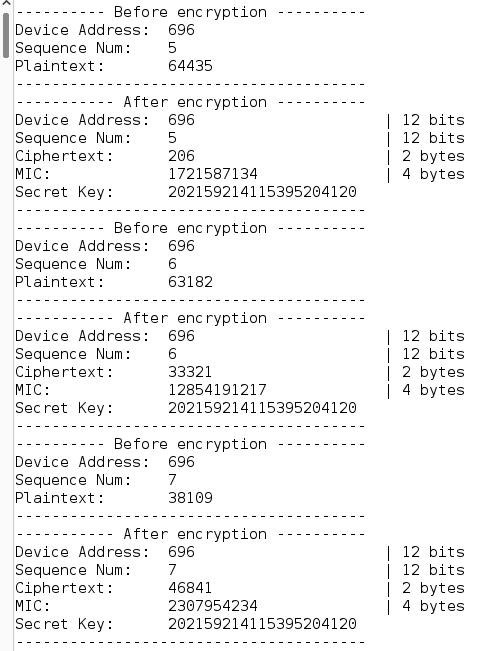 ---------- Before encryption ----------
Device Address:  696
Sequence Num:    5
Plaintext:       64435
---------------------------------------
----------- After encryption ----------
Device Address:  696                     | 12 bits
Sequence Num:    5                       | 12 bits
Ciphertext:      206                     | 2 bytes
MIC:             1721587134              | 4 bytes
Secret Key:      202159214115395204120
---------------------------------------
---------- Before encryption ----------
Device Address:  696
Sequence Num:    6
Plaintext:       63182
---------------------------------------
----------- After encryption ----------
Device Address:  696                     | 12 bits
Sequence Num:    6                       | 12 bits
Ciphertext:      33321                   | 2 bytes
MIC:             12854191217             | 4 bytes
Secret Key:      202159214115395204120
---------------------------------------
---------- Before encryption ----------
Device Address:  696
Sequence Num:    7
Plaintext:       38109
---------------------------------------
----------- After encryption ----------
Device Address:  696                     | 12 bits
Sequence Num:    7                       | 12 bits
Ciphertext:      46841                   | 2 bytes
MIC:             2307954234              | 4 bytes
Secret Key:      202159214115395204120
---------------------------------------